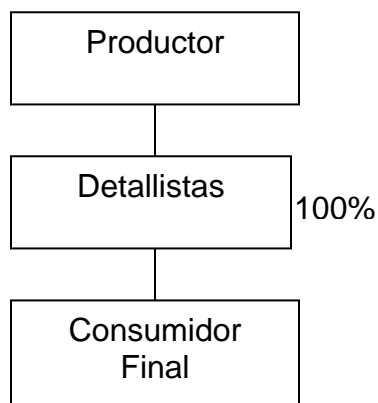 Productor
Detallistas
100%
Consumidor
Final